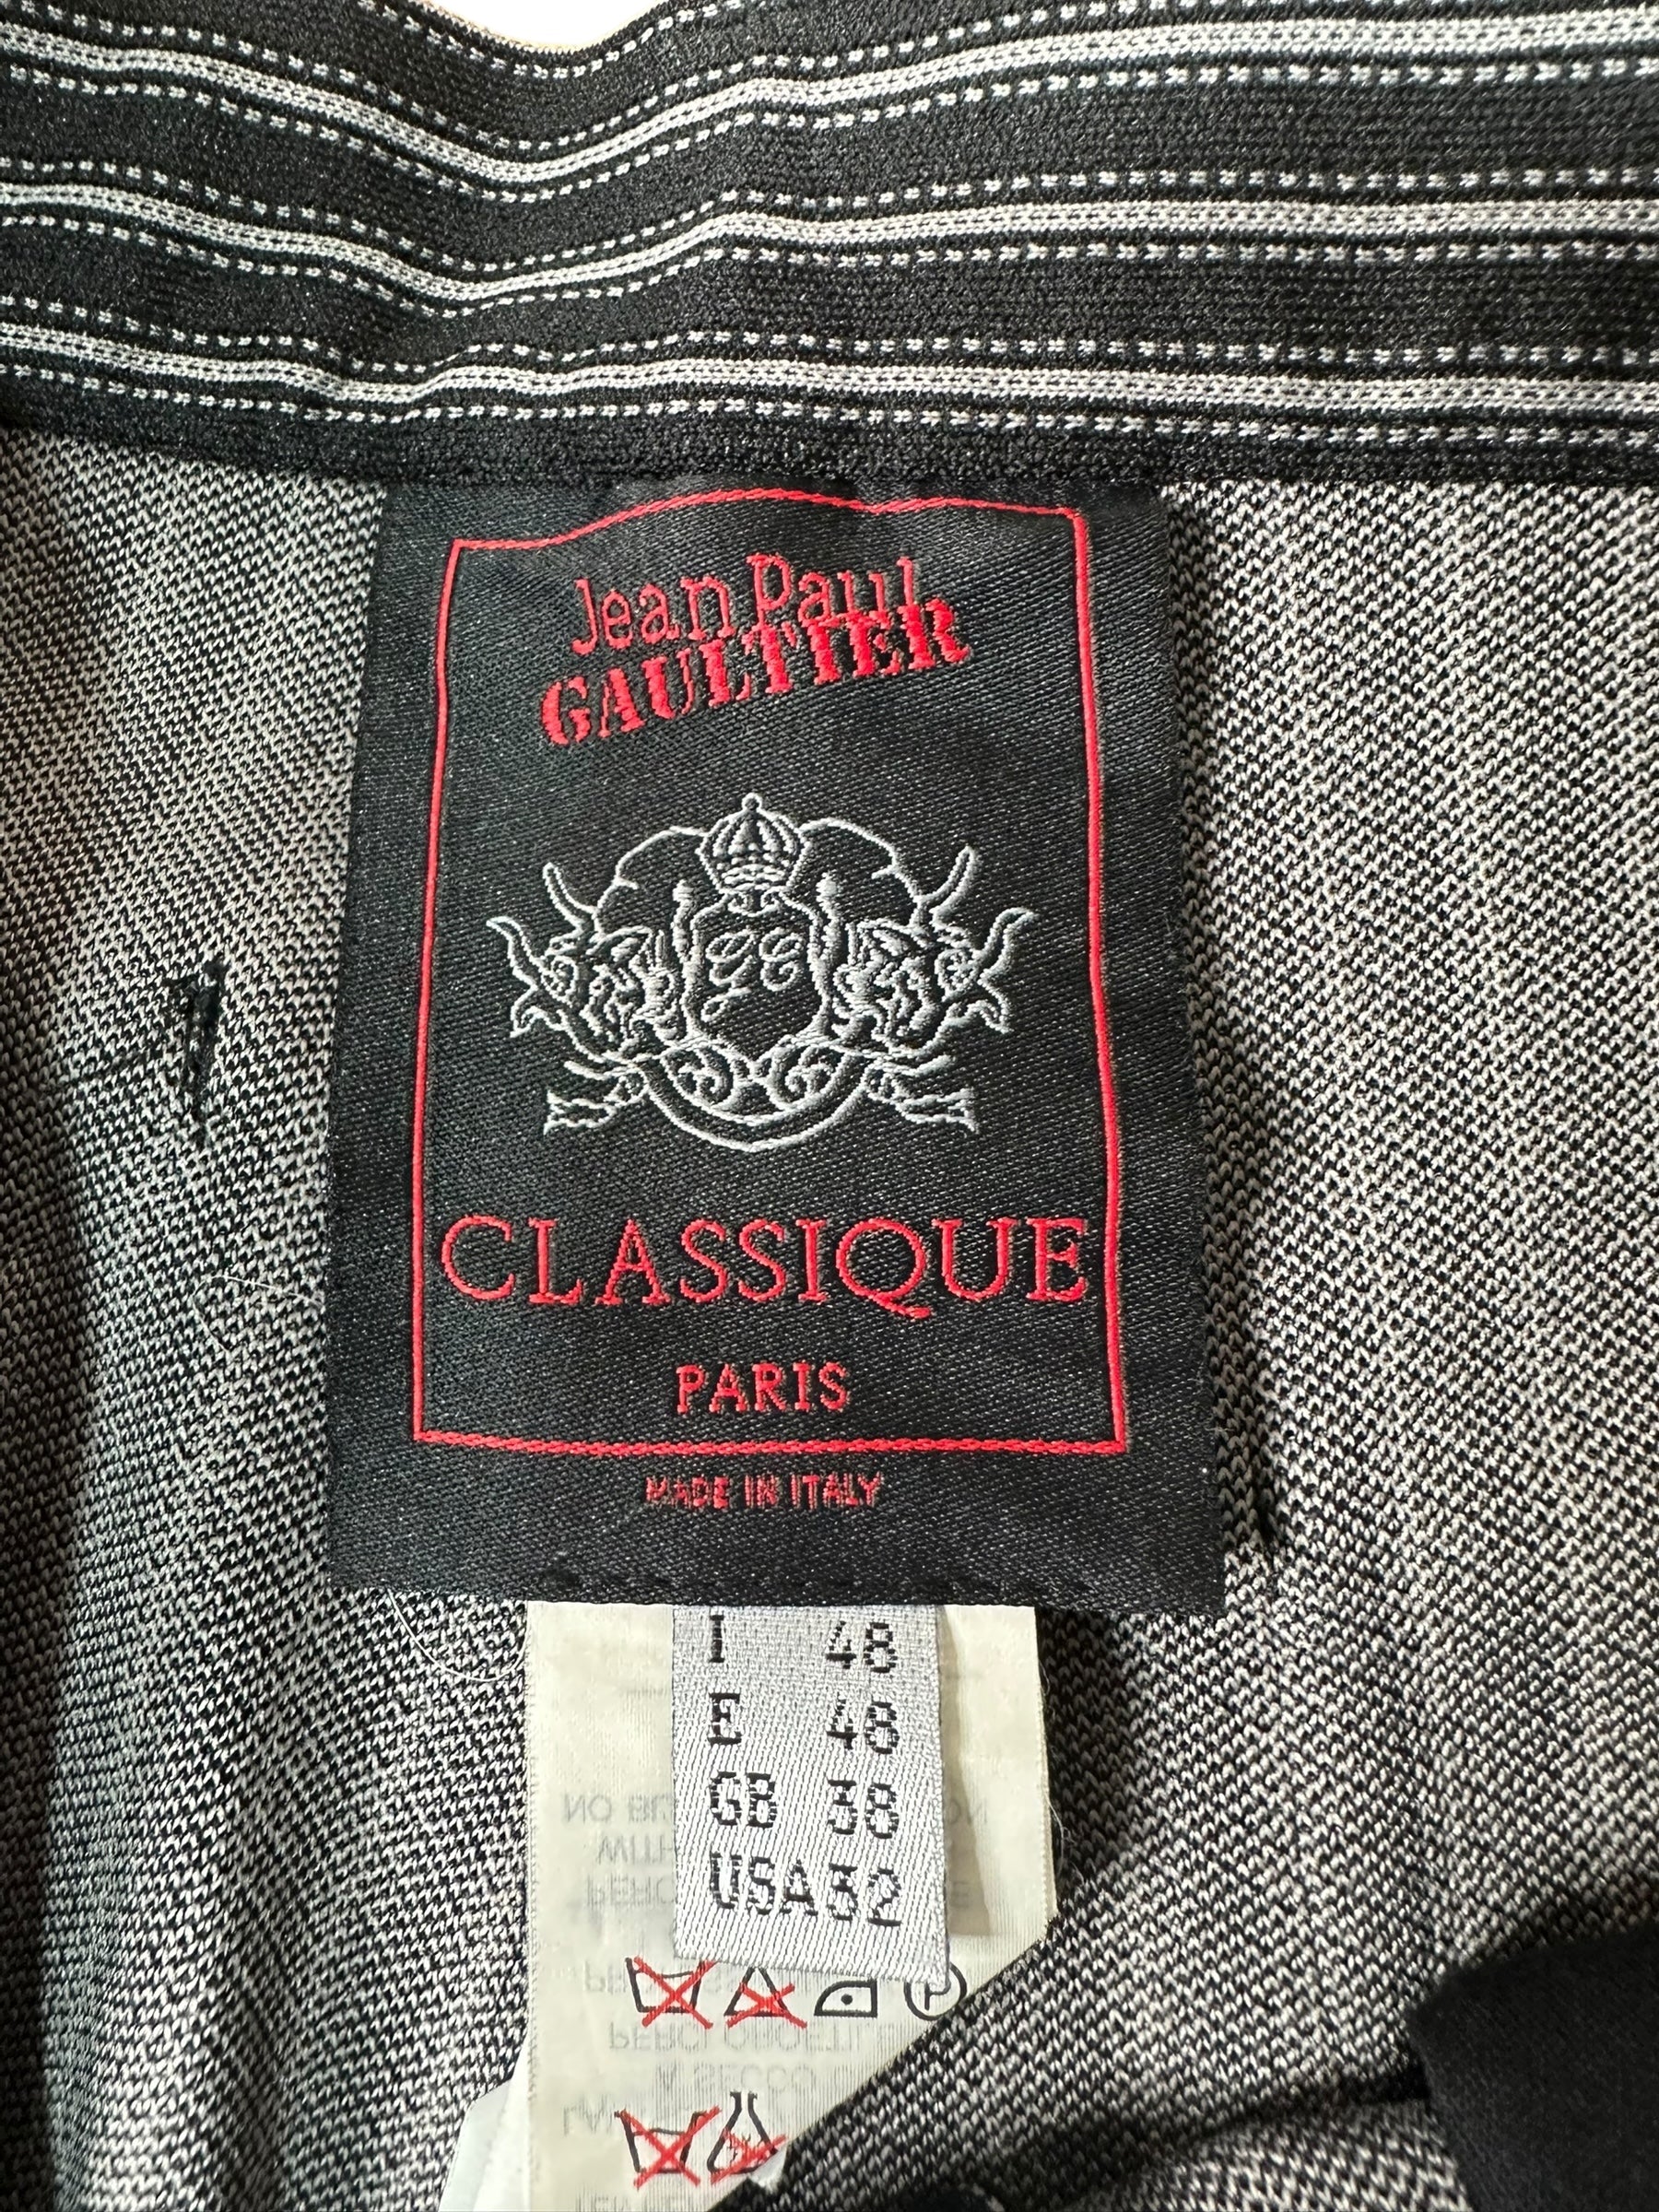 Jean Paul
GAULTIER
CLASSIQUE
PARIS
MADE IN ITALY
I 48
E 48
GB 38
USA 32
P